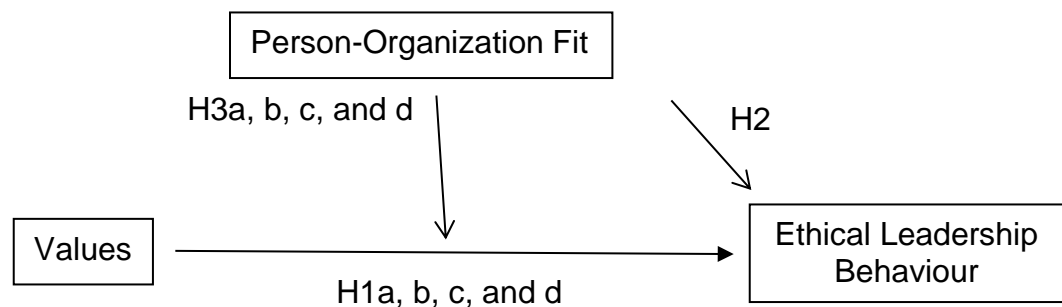 Person-Organization Fit
H3a, b, c, and d
H2
Values
Ethical Leadership
Behaviour
H1a, b, c, and d